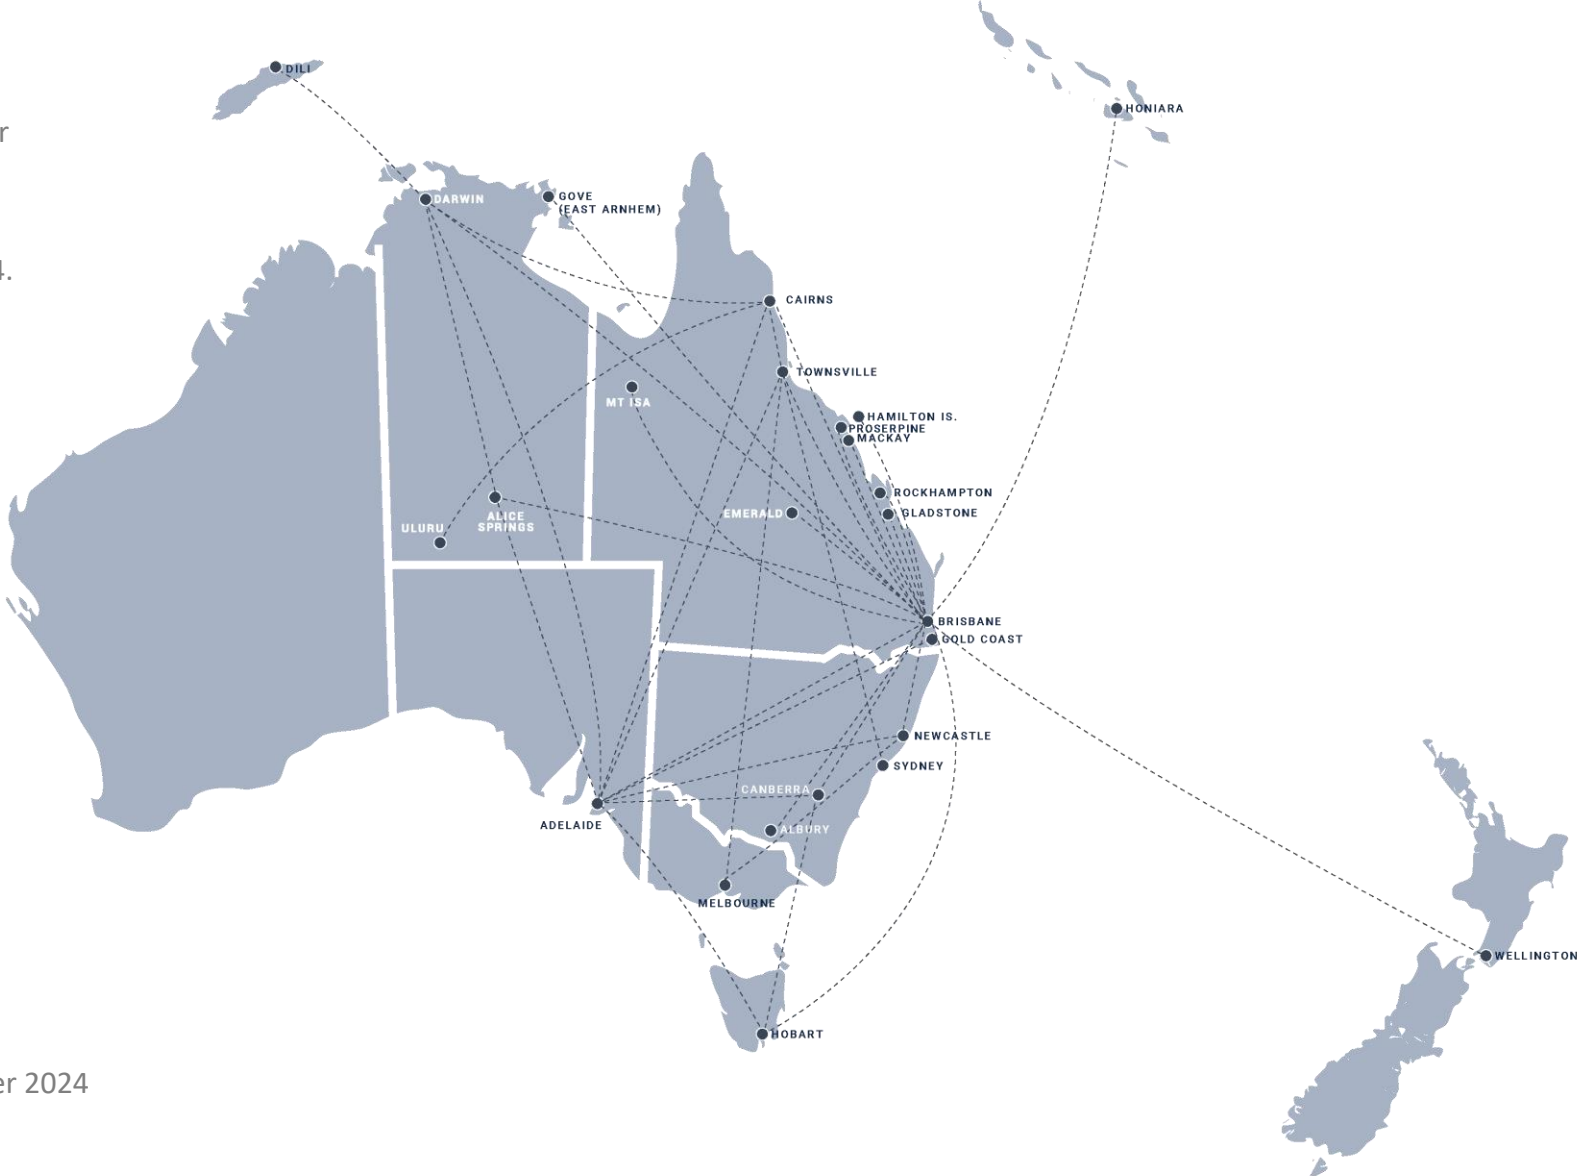 DILI
HONIARA
r
DARWIN
GOVE
(EAST ARNHEM)
4.
CAIRNS
TOWNSVILLE
MT ISA
HAMILTON IS.
PROSERPINE
MACKAY
ROCKHAMPTON
EMERALD
GLADSTONE
ALICE
SPRINGS
ULURU
BRISBANE
GOLD COAST
NEWCASTLE
SYDNEY
CANBERRA
ADELAIDE
ALBURY
MELBOURNE
WELLINGTON
HOBART
er 2024